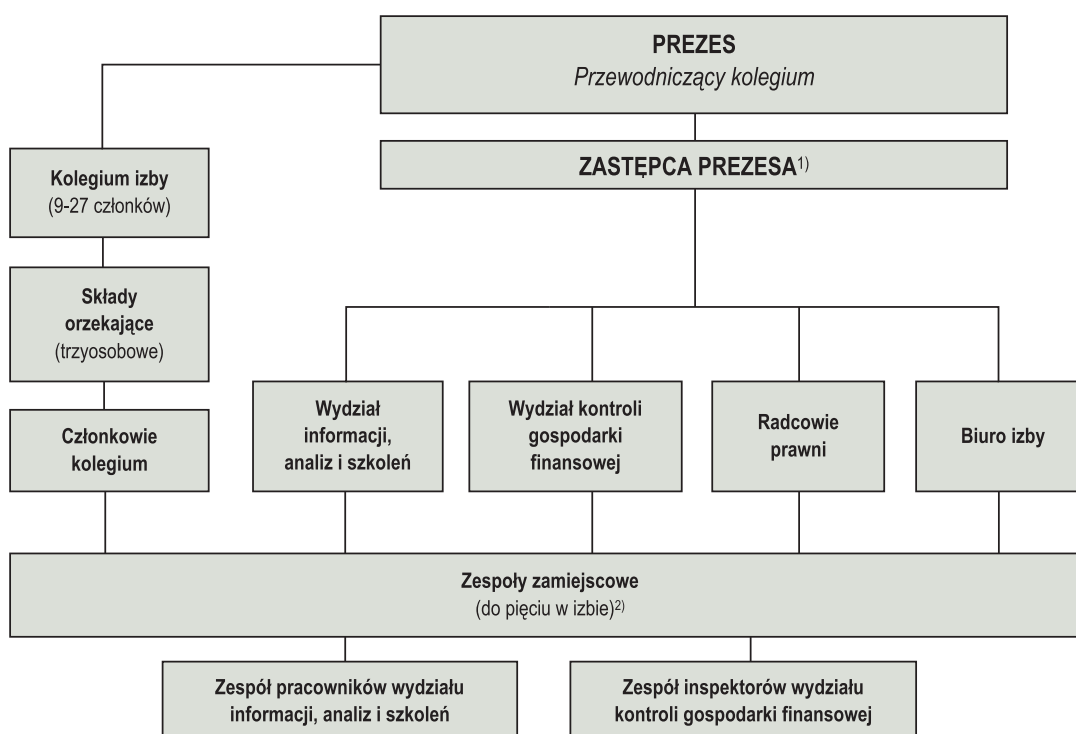 PREZES
Przewodniczący kolegium
ZASTĘPCA PREZESA¹⁾
Kolegium izby
(9-27 członków)
Składy
orzekające
(trzyosobowe)
Członkowie
kolegium
Wydział
informacji,
analiz i szkoleń
Wydział kontroli
gospodarki
finansowej
Radcowie
prawni
Biuro izby
Zespoły zamiejscowe
(do pięciu w izbie)²⁾
Zespół pracowników wydziału
informacji, analiz i szkoleń
Zespół inspektorów wydziału
kontroli gospodarki finansowej